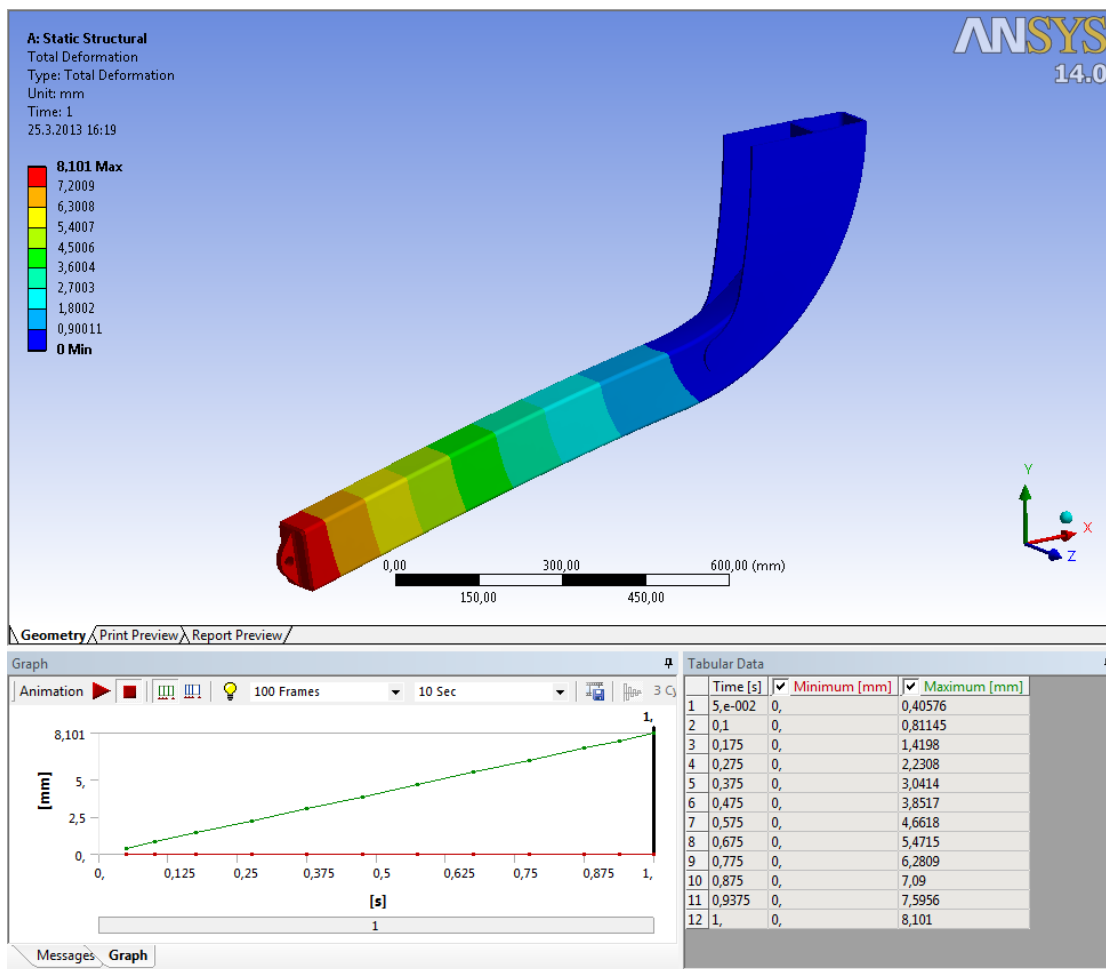 A: Static Structural
Total Deformation
Type: Total Deformation
Unit: mm
Time: 1
25.3.2013 16:19
8,101 Max
7,2009
6,3008
5,4007
4,5006
3,6004
2,7003
1,8002
0,90011
0 Min
ANSYS
14.0
Y
X
Z
0,00 300,00 600,00 (mm)
150,00 450,00
Geometry Print Preview Report Preview
Graph
Animation 100 Frames 10 Sec 3 Cy
1,
8,101
5,
2,5
0,
[mm]
0, 0,125 0,25 0,375 0,5 0,625 0,75 0,875 1,
[s]
1
Messages Graph
Tabular Data
Time [s] Minimum [mm] Maximum [mm]
1 5,e-002 0, 0,40576
2 0,1 0, 0,81145
3 0,175 0, 1,4198
4 0,275 0, 2,2308
5 0,375 0, 3,0414
6 0,475 0, 3,8517
7 0,575 0, 4,6618
8 0,675 0, 5,4715
9 0,775 0, 6,2809
10 0,875 0, 7,09
11 0,9375 0, 7,5956
12 1, 0, 8,101